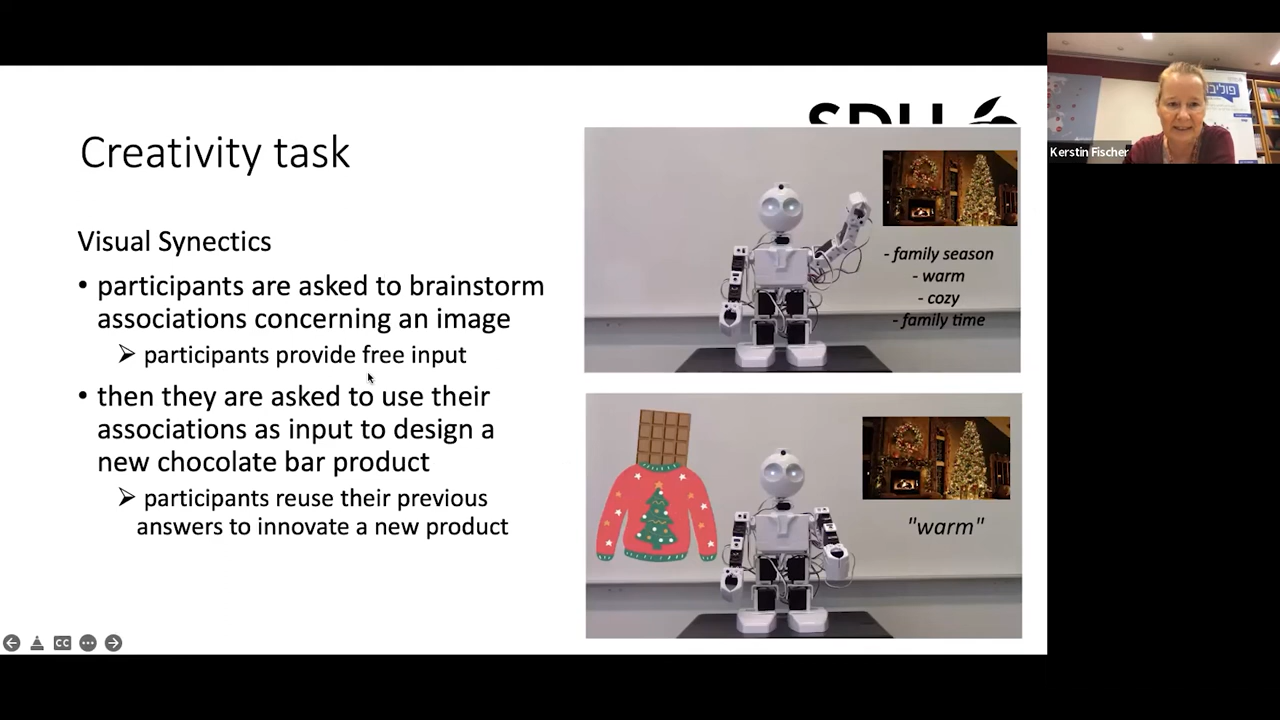 Creativity task
Visual Synectics
• participants are asked to brainstorm
associations concerning an image
➢ participants provide free input
• then they are asked to use their
associations as input to design a
new chocolate bar product
➢ participants reuse their previous
answers to innovate a new product
SDU
- family season
- warm
- cozy
- family time
"warm"
CC
Kerstin Fischer